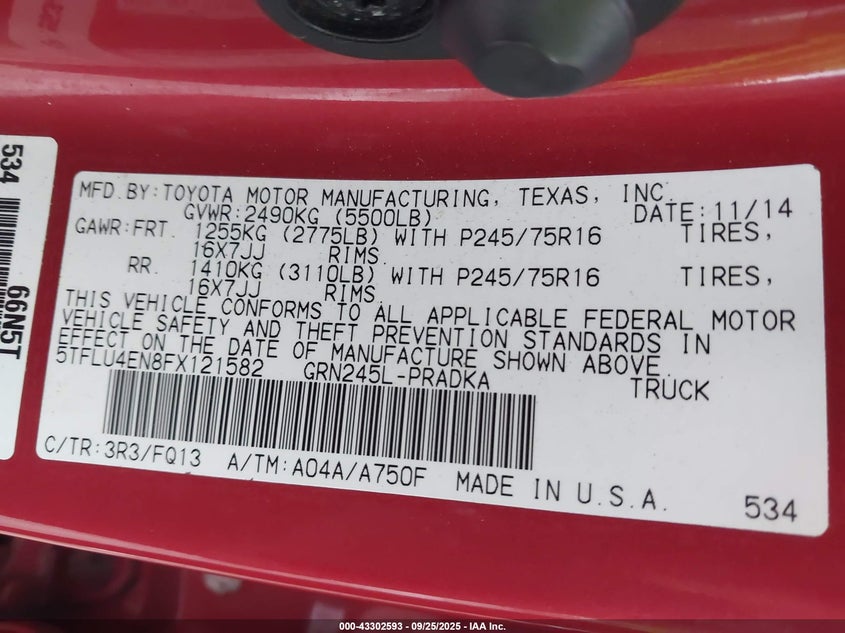 534
66N5T
MFD.BY:TOYOTA MOTOR MANUFACTURING, TEXAS, INC.
GVWR:2490KG (5500LB) DATE:11/14
GAWR:FRT. 1255KG (2775LB) WITH P245/75R16 TIRES,
16X7JJ RIMS.
RR. 1410KG (3110LB) WITH P245/75R16 TIRES,
16X7JJ RIMS.
THIS VEHICLE CONFORMS TO ALL APPLICABLE FEDERAL MOTOR
VEHICLE SAFETY AND THEFT PREVENTION STANDARDS IN
EFFECT ON THE DATE OF MANUFACTURE SHOWN ABOVE.
5TFLU4EN8FX121582 GRN245L-PRADKA TRUCK
C/TR:3R3/FQ13 A/TM:A04A/A750F MADE IN U.S.A.
534
000-43302593 - 09/25/2025 - IAA Inc.